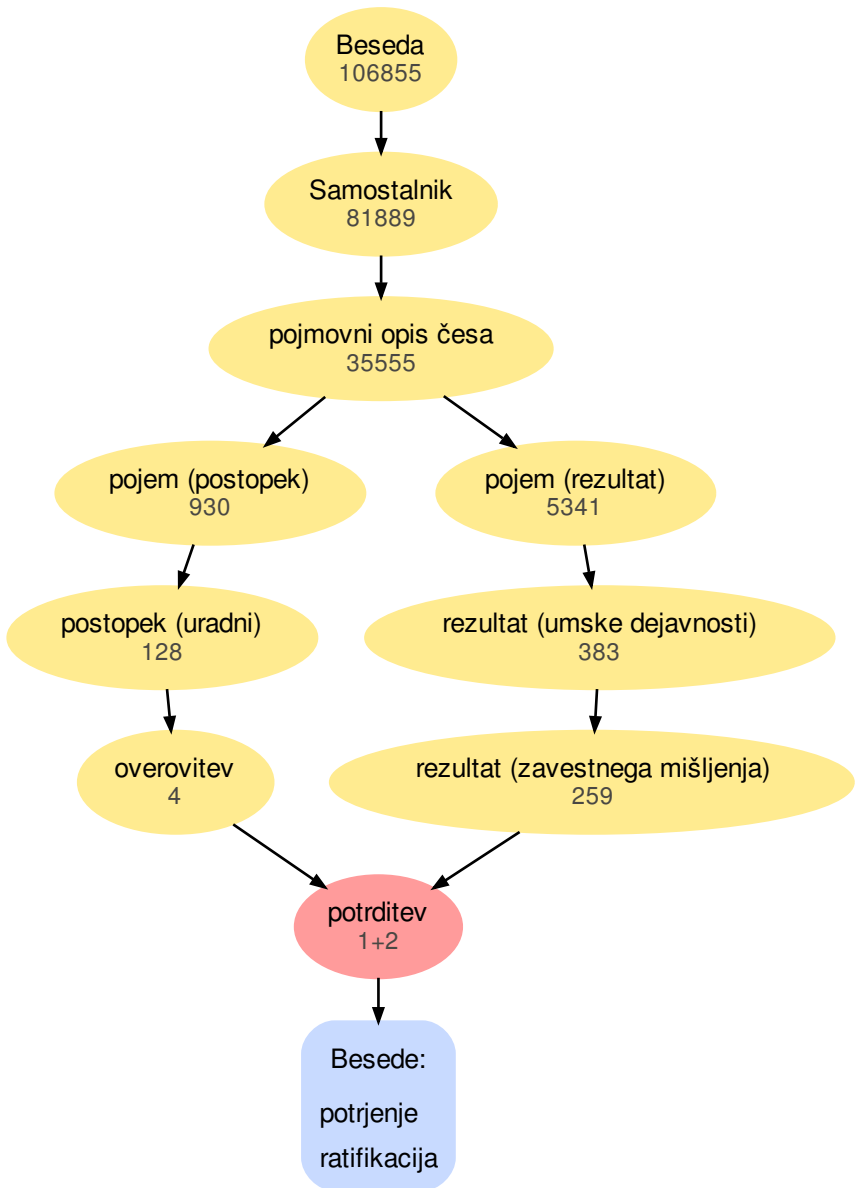 Beseda
106855
Samostalnik
81889
pojmovni opis česa
35555
pojem (postopek)
930
pojem (rezultat)
5341
postopek (uradni)
128
rezultat (umske dejavnosti)
383
overovitev
4
rezultat (zavestnega mišljenja)
259
potrditev
1+2
Besede:
potrjenje
ratifikacija